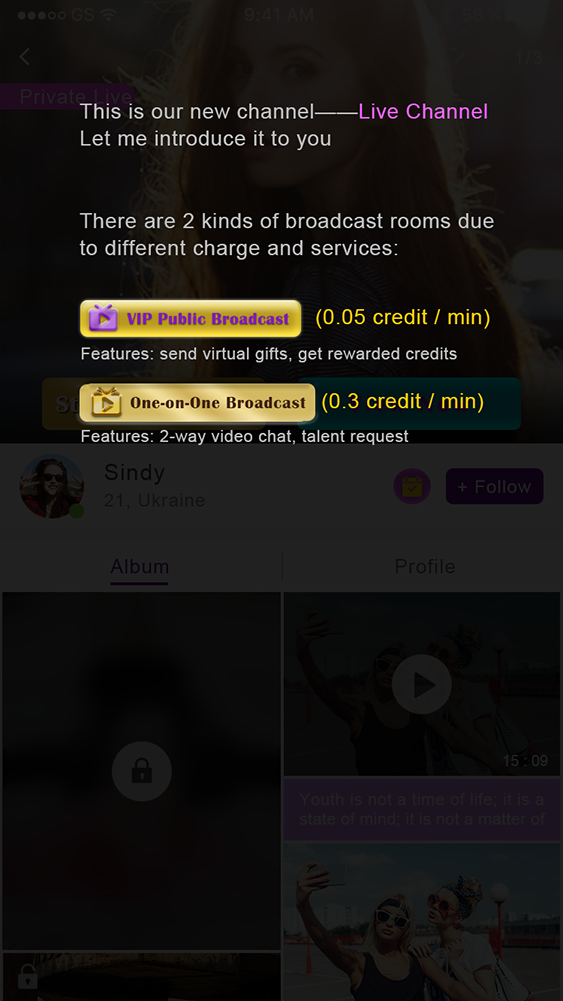 GS 9:41 AM
1/3
Private Live
This is our new channel——Live Channel
Let me introduce it to you
There are 2 kinds of broadcast rooms due
to different charge and services:
VIP Public Broadcast (0.05 credit / min)
Features: send virtual gifts, get rewarded credits
One-on-One Broadcast (0.3 credit / min)
Features: 2-way video chat, talent request
Sindy
21, Ukraine
+ Follow
Album Profile
15:09
Youth is not a time of life; it is a
state of mind; it is not a matter of